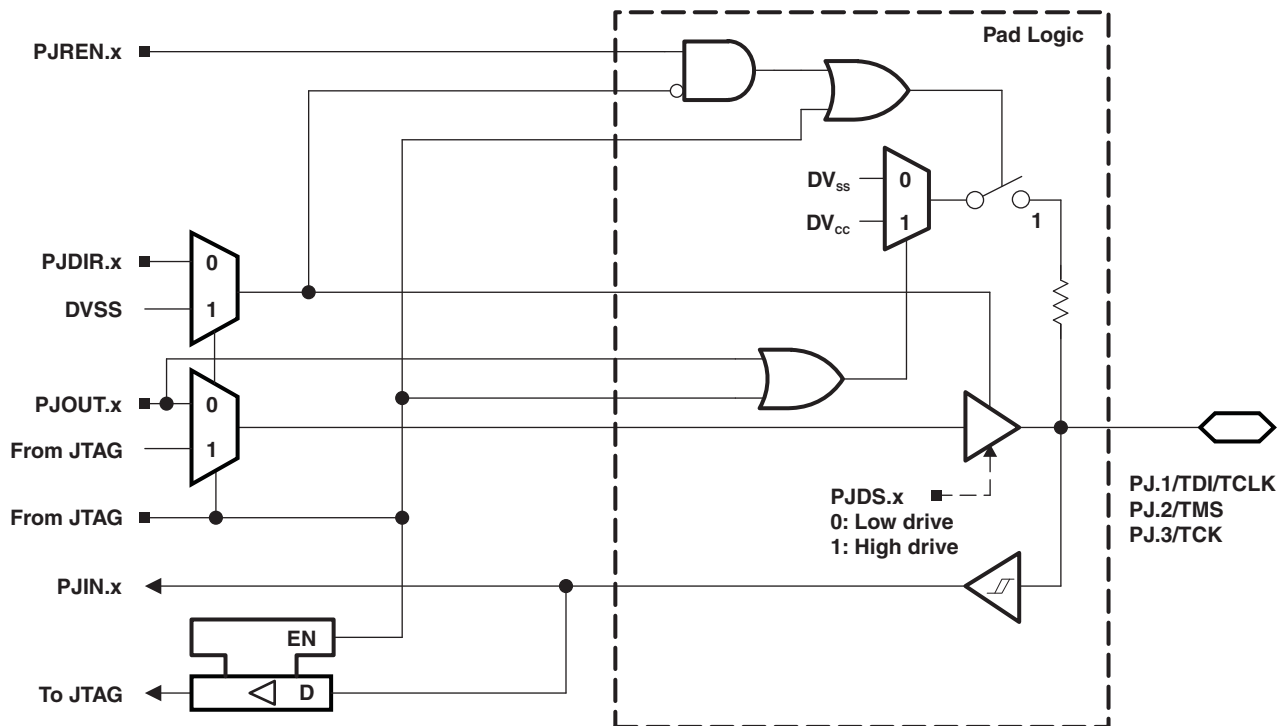 Pad Logic
PJREN.x
DVss
0
DVcc
1
1
PJDIR.x
0
DVSS
1
PJOUT.x
0
From JTAG
1
PJDS.x
0: Low drive
1: High drive
PJ.1/TDI/TCLK
PJ.2/TMS
PJ.3/TCK
From JTAG
PJIN.x
EN
To JTAG
D